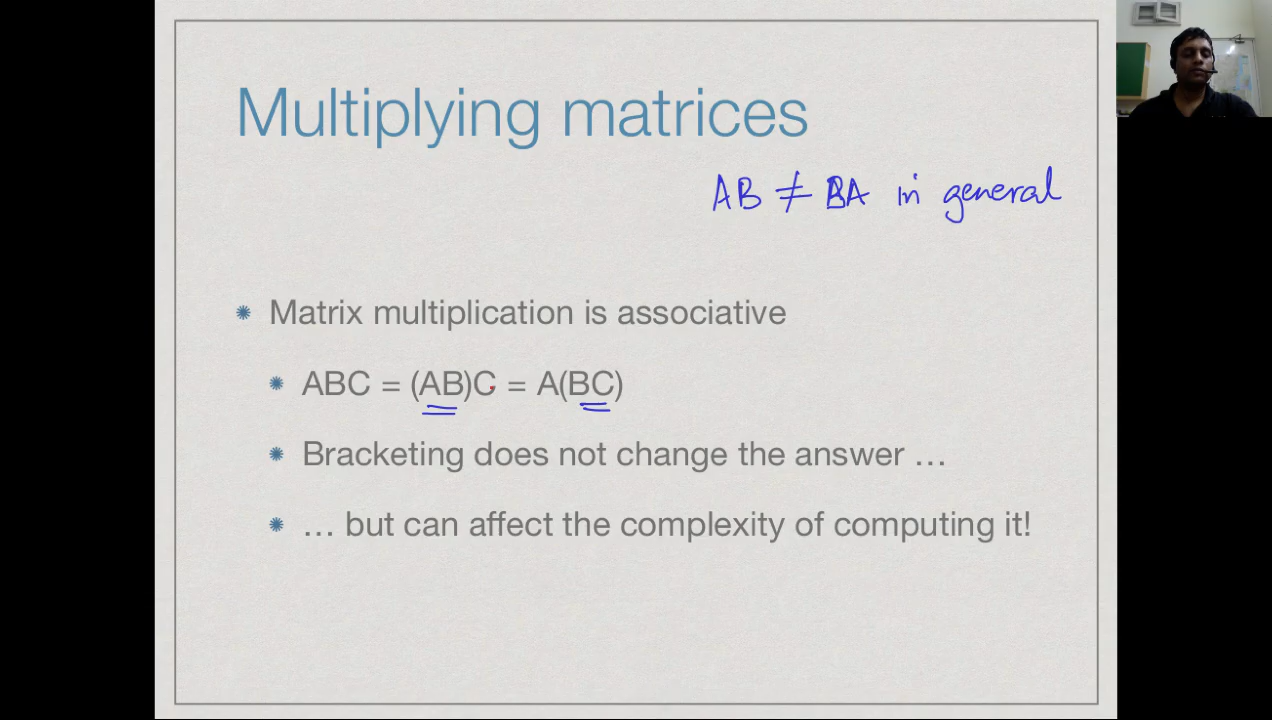 Multiplying matrices
AB ≠ BA in general
Matrix multiplication is associative
ABC = (AB)C = A(BC)
Bracketing does not change the answer …
… but can affect the complexity of computing it!